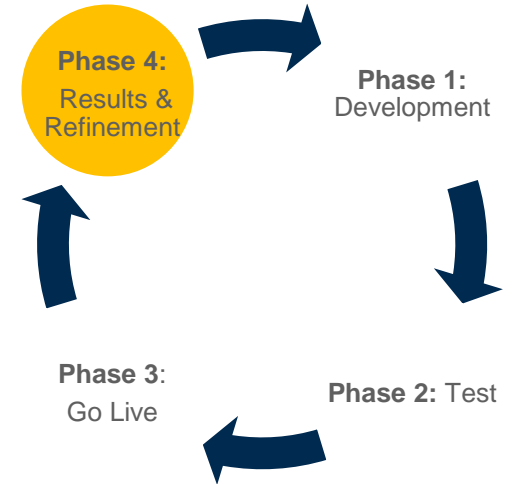 Phase 4:
Results &
Refinement
Phase 1:
Development
Phase 3:
Go Live
Phase 2: Test